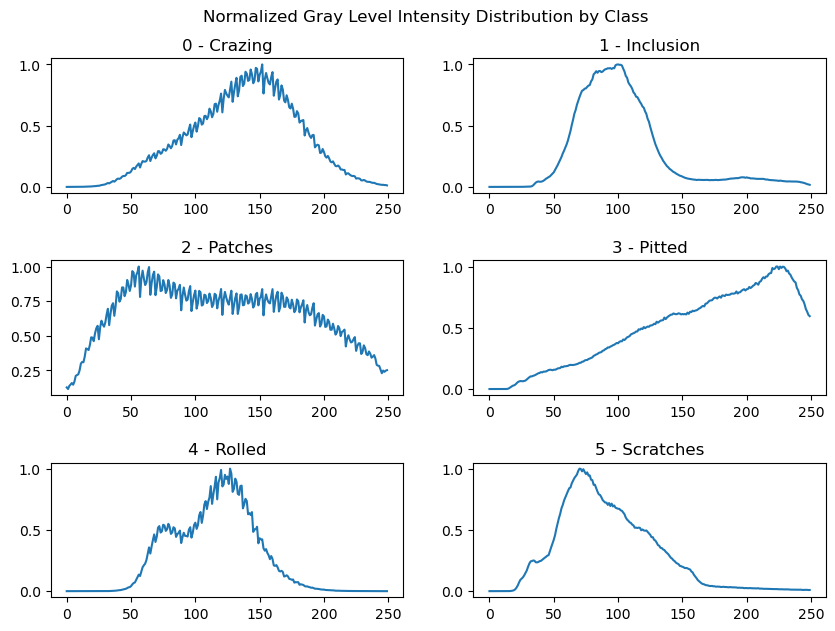 Normalized Gray Level Intensity Distribution by Class
0 - Crazing
1 - Inclusion
1.0
0.5
0.0
0 50 100 150 200 250
1.0
0.5
0.0
0 50 100 150 200 250
2 - Patches
3 - Pitted
1.00
0.75
0.50
0.25
0 50 100 150 200 250
1.0
0.5
0.0
0 50 100 150 200 250
4 - Rolled
5 - Scratches
1.0
0.5
0.0
0 50 100 150 200 250
1.0
0.5
0.0
0 50 100 150 200 250